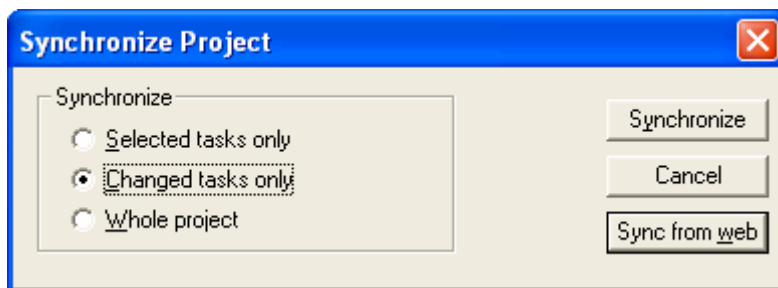 Synchronize Project
Synchronize
Selected tasks only
Changed tasks only
Whole project
Synchronize
Cancel
Sync from web